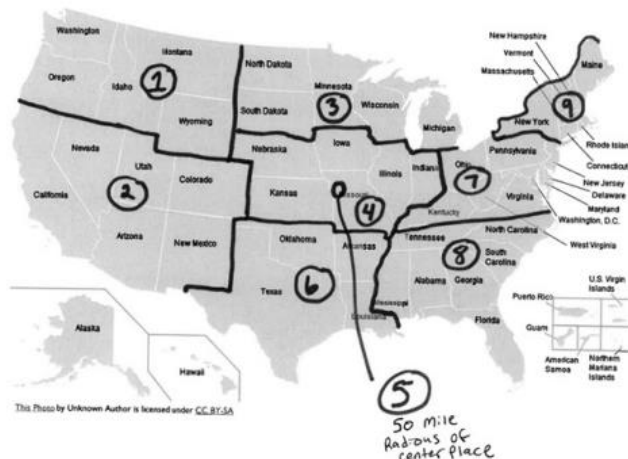 Washington
Montana
North Dakota
Minnesota
New Hampshire
Vermont
Massachusetts
Maine
Oregon
Idaho
1
Wyoming
South Dakota
3
Wisconsin
Michigan
New York
9
Rhode Island
Connecticut
New Jersey
Delaware
Maryland
Washington, D.C.
West Virginia
Nevada
Utah
Colorado
Nebraska
Iowa
Illinois
Indiana
Ohio
Pennsylvania
California
2
Kansas
4
7
Virginia
Kentucky
Arizona
New Mexico
Oklahoma
Arkansas
Tennessee
North Carolina
8
South
Carolina
Texas
6
Mississippi
Alabama
Georgia
Louisiana
Florida
Alaska
Hawaii
U.S. Virgin
Islands
Puerto Rico
Guam
American
Samoa
Northern
Mariana
Islands
This Photo by Unknown Author is licensed under CC BY-SA
5
50 mile
Radious of
center place